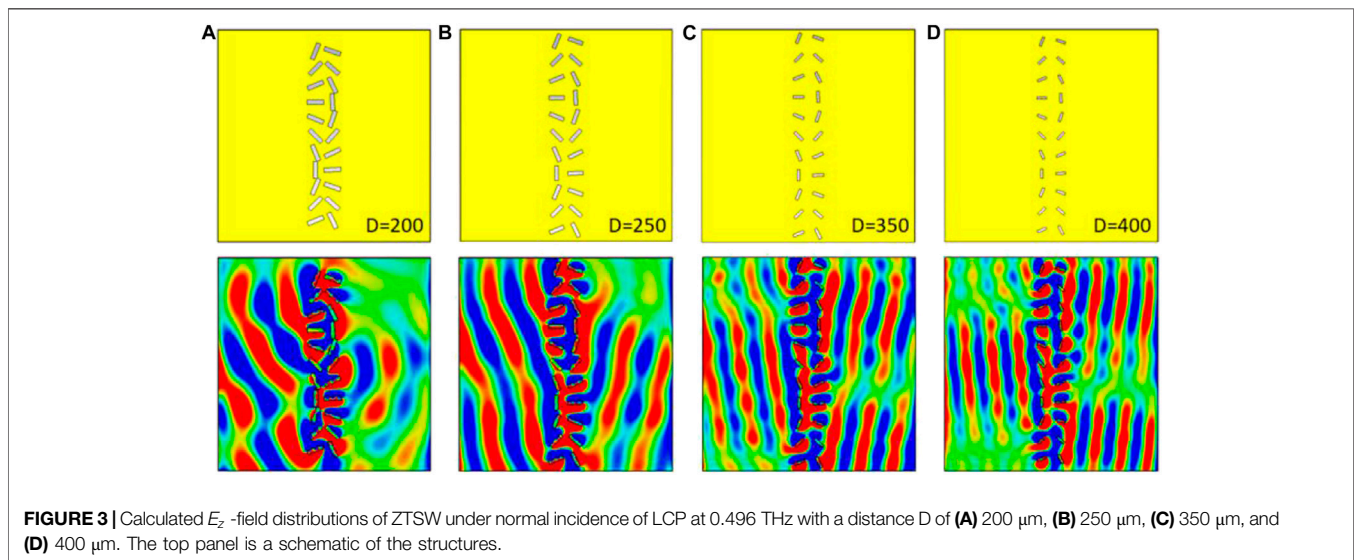 A B C D
D=200 D=250 D=350 D=400
FIGURE 3 | Calculated E_z -field distributions of ZTSW under normal incidence of LCP at 0.496 THz with a distance D of (A) 200 μm, (B) 250 μm, (C) 350 μm, and
(D) 400 μm. The top panel is a schematic of the structures.